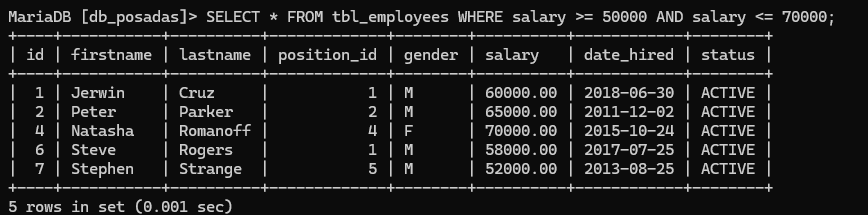 MariaDB [db_posadas]> SELECT * FROM tbl_employees WHERE salary >= 50000 AND salary <= 70000;
+----+-----------+----------+-------------+--------+----------+------------+--------+
| id | firstname | lastname | position_id | gender | salary   | date_hired | status |
+----+-----------+----------+-------------+--------+----------+------------+--------+
|  1 | Jerwin    | Cruz     |           1 | M      | 60000.00 | 2018-06-30 | ACTIVE |
|  2 | Peter     | Parker   |           2 | M      | 65000.00 | 2011-12-02 | ACTIVE |
|  4 | Natasha   | Romanoff |           4 | F      | 70000.00 | 2015-10-24 | ACTIVE |
|  6 | Steve     | Rogers   |           1 | M      | 58000.00 | 2017-07-25 | ACTIVE |
|  7 | Stephen   | Strange  |           5 | M      | 52000.00 | 2013-08-25 | ACTIVE |
+----+-----------+----------+-------------+--------+----------+------------+--------+
5 rows in set (0.001 sec)